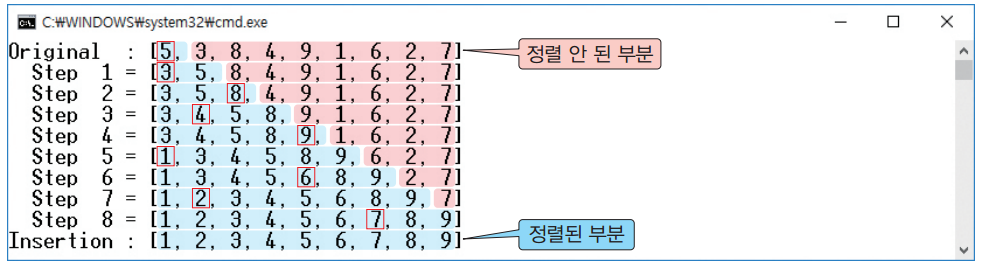 C:₩WINDOWS₩system32₩cmd.exe
Original : [5, 3, 8, 4, 9, 1, 6, 2, 7] 정렬 안 된 부분
Step 1 = [3, 5, 8, 4, 9, 1, 6, 2, 7]
Step 2 = [3, 5, 8, 4, 9, 1, 6, 2, 7]
Step 3 = [3, 4, 5, 8, 9, 1, 6, 2, 7]
Step 4 = [3, 4, 5, 8, 9, 1, 6, 2, 7]
Step 5 = [1, 3, 4, 5, 8, 9, 6, 2, 7]
Step 6 = [1, 3, 4, 5, 6, 8, 9, 2, 7]
Step 7 = [1, 2, 3, 4, 5, 6, 8, 9, 7]
Step 8 = [1, 2, 3, 4, 5, 6, 7, 8, 9]
Insertion : [1, 2, 3, 4, 5, 6, 7, 8, 9] 정렬된 부분